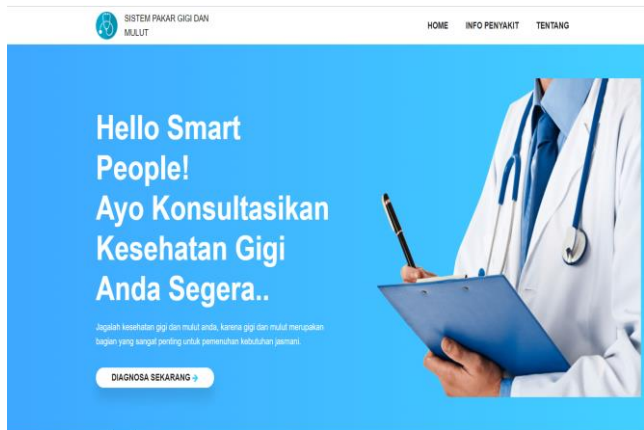 SISTEM PAKAR GIGI DAN
MULUT
HOME INFO PENYAKIT TENTANG
Hello Smart
People!
Ayo Konsultasikan
Kesehatan Gigi
Anda Segera..
Jagalah kesehatan gigi dan mulut anda, karena gigi dan mulut merupakan
bagian yang sangat penting untuk pemenuhan kebutuhan jasmani.
DIAGNOSA SEKARANG →